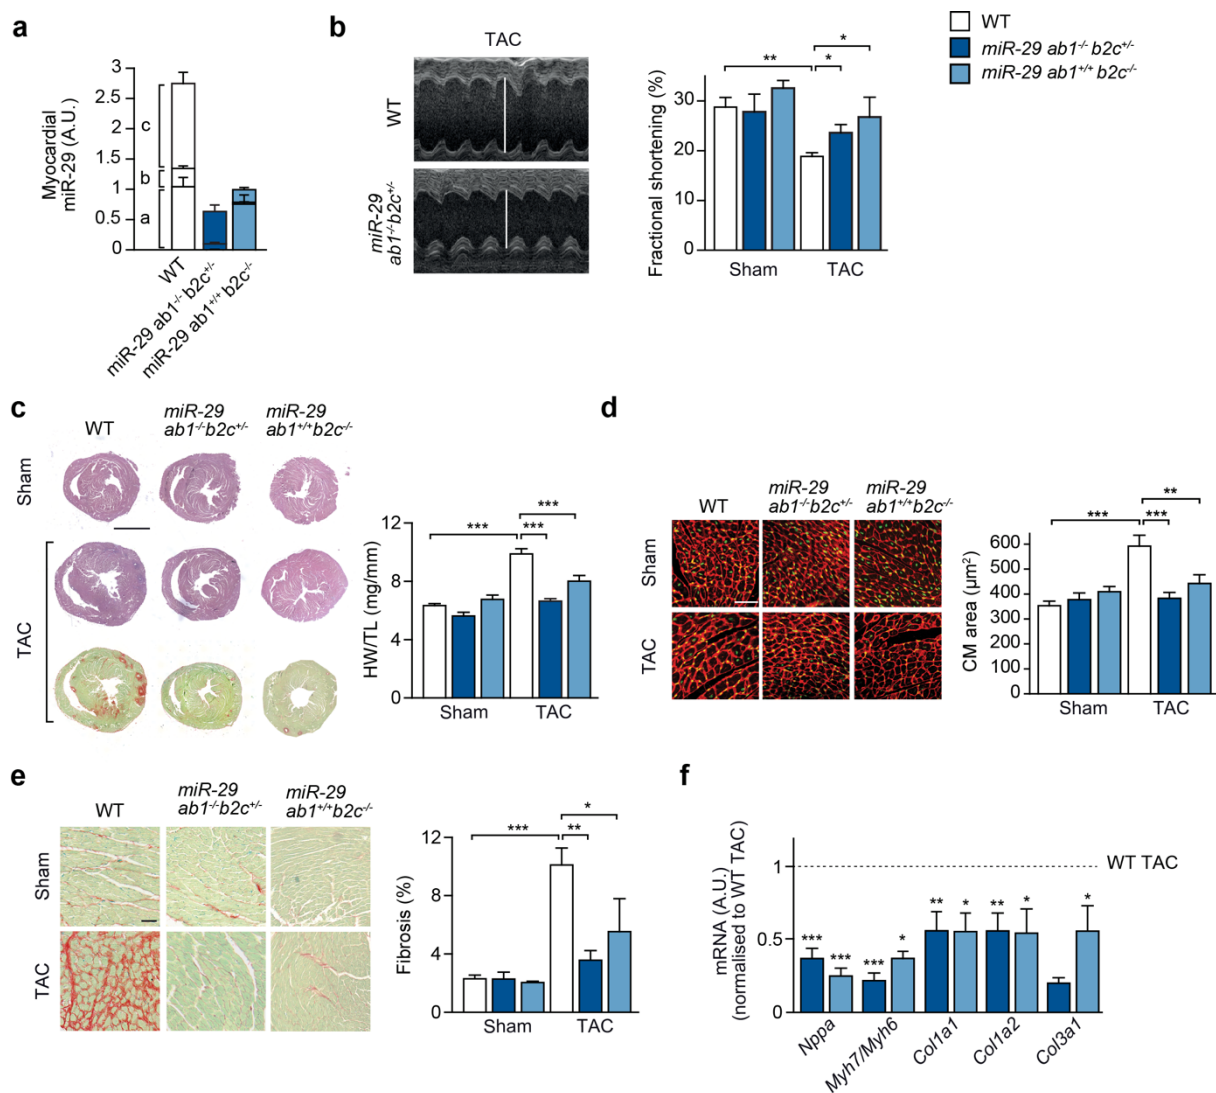 a
Myocardial
miR-29 (A.U.)
3
2.5
2
1.5
1
0.5
0
c
b
a
WT
miR-29 ab1-/- b2c+/-
miR-29 ab1+/+ b2c-/-
b
TAC
WT
miR-29
ab1-/-b2c+/-
Fractional shortening (%)
30
20
10
0
**
*
*
Sham
TAC
WT
miR-29 ab1-/- b2c+/-
miR-29 ab1+/+ b2c-/-
c
WT
miR-29
ab1-/-b2c+/-
miR-29
ab1+/+b2c-/-
Sham
TAC
HW/TL (mg/mm)
12
9
6
3
0
***
***
***
Sham
TAC
d
WT
miR-29
ab1-/-b2c+/-
miR-29
ab1+/+b2c-/-
Sham
TAC
CM area (µm²)
600
500
400
300
200
100
0
***
***
**
Sham
TAC
e
WT
miR-29
ab1-/-b2c+/-
miR-29
ab1+/+b2c-/-
Sham
TAC
Fibrosis (%)
12
8
4
0
***
**
*
Sham
TAC
f
mRNA (A.U.)
(normalised to WT TAC)
1
0.5
0
WT TAC
***
***
***
*
**
*
**
*
*
Nppa
Myh7/Myh6
Col1a1
Col1a2
Col3a1